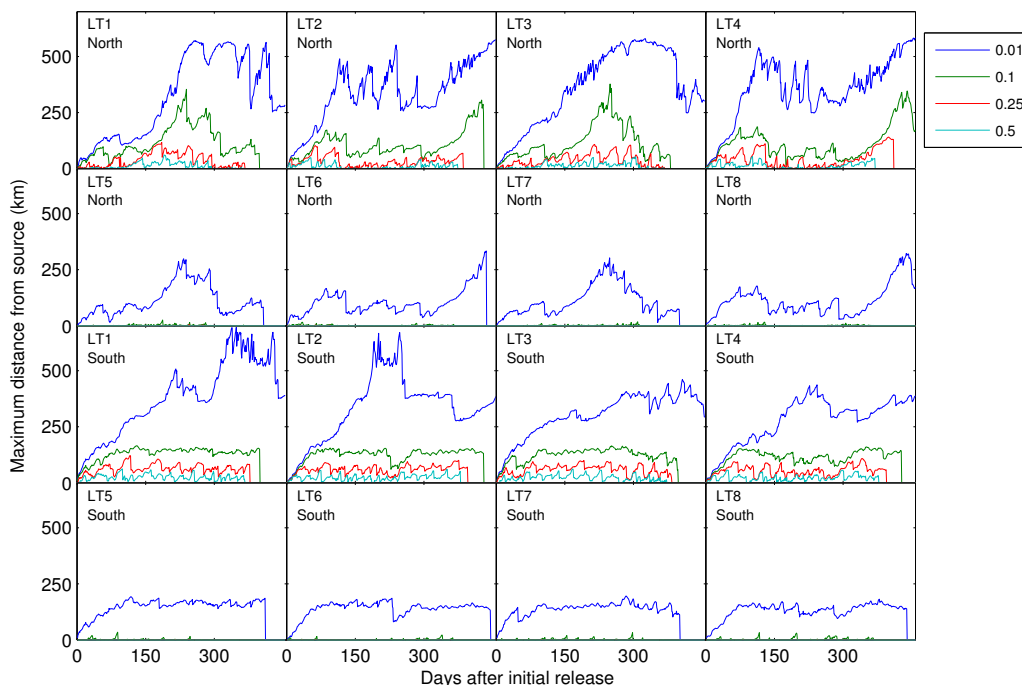 LT1
North
LT2
North
LT3
North
LT4
North
500
250
0
0.01
0.1
0.25
0.5
LT5
North
LT6
North
LT7
North
LT8
North
500
250
0
Maximum distance from source (km)
LT1
South
LT2
South
LT3
South
LT4
South
500
250
0
LT5
South
LT6
South
LT7
South
LT8
South
500
250
0
0 150 300 0 150 300 0 150 300 0 150 300
Days after initial release